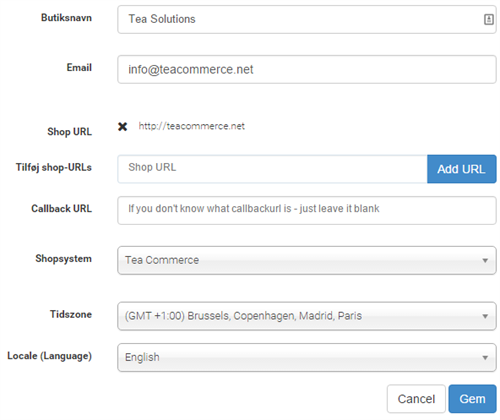 Butiksnavn Tea Solutions
Email info@teacommerce.net
Shop URL http://teacommerce.net
Tilføj shop-URLs Shop URL Add URL
Callback URL If you don't know what callbackurl is - just leave it blank
Shopsystem Tea Commerce
Tidszone (GMT +1:00) Brussels, Copenhagen, Madrid, Paris
Locale (Language) English
Cancel Gem